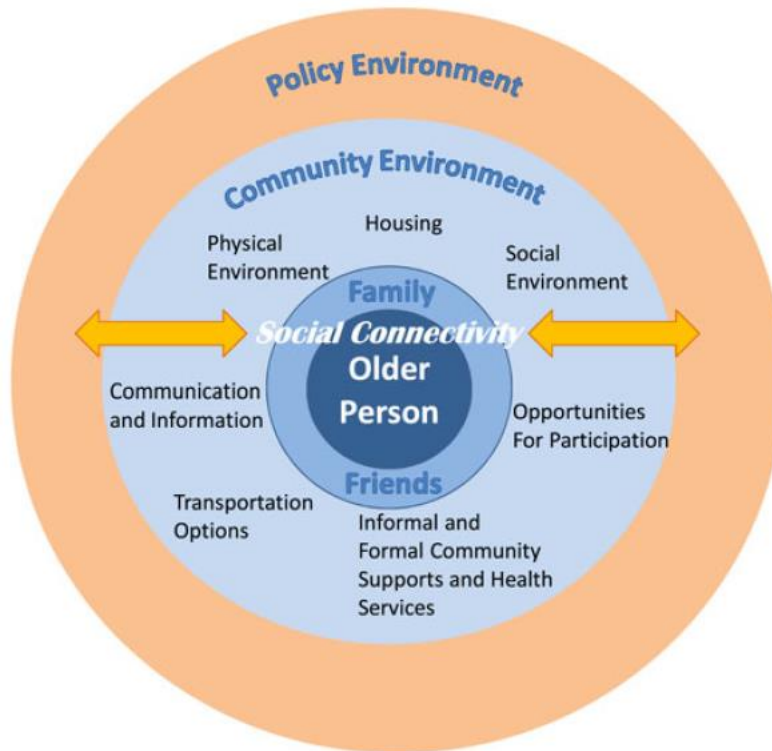 Policy Environment
Community Environment
Housing
Physical
Environment
Social
Environment
Family
Social Connectivity
Older
Person
Communication
and Information
Opportunities
For Participation
Friends
Transportation
Options
Informal and
Formal Community
Supports and Health
Services